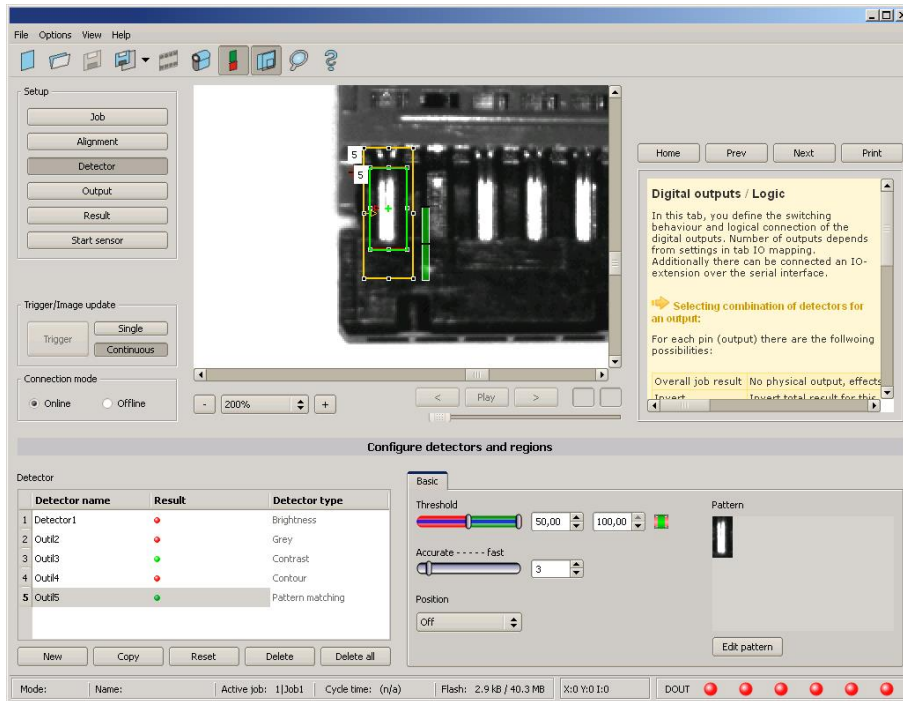 File Options View Help
Setup
Job
Alignment
Detector
Output
Result
Start sensor
Trigger/Image update
Trigger
Single
Continuous
Connection mode
Online Offline
5
5
- 200% +
< Play >
Home Prev Next Print
Digital outputs / Logic
In this tab, you define the switching
behaviour and logical connection of the
digital outputs. Number of outputs depends
from settings in tab IO mapping.
Additionally there can be connected an IO-
extension over the serial interface.
Selecting combination of detectors for
an output:
For each pin (output) there are the follwoing
possibilities:
Overall job result No physical output, effects
Invert Invert total result for this
Configure detectors and regions
Detector
Detector name Result Detector type
1 Detector1 Brightness
2 Outil2 Grey
3 Outil3 Contrast
4 Outil4 Contour
5 Outil5 Pattern matching
New Copy Reset Delete Delete all
Basic
Threshold
50,00 100,00
Accurate - - - - - fast
3
Position
Off
Pattern
Edit pattern
Mode: Name: Active job: 1|Job1 Cycle time: (n/a) Flash: 2.9 kB / 40.3 MB X:0 Y:0 I:0 DOUT